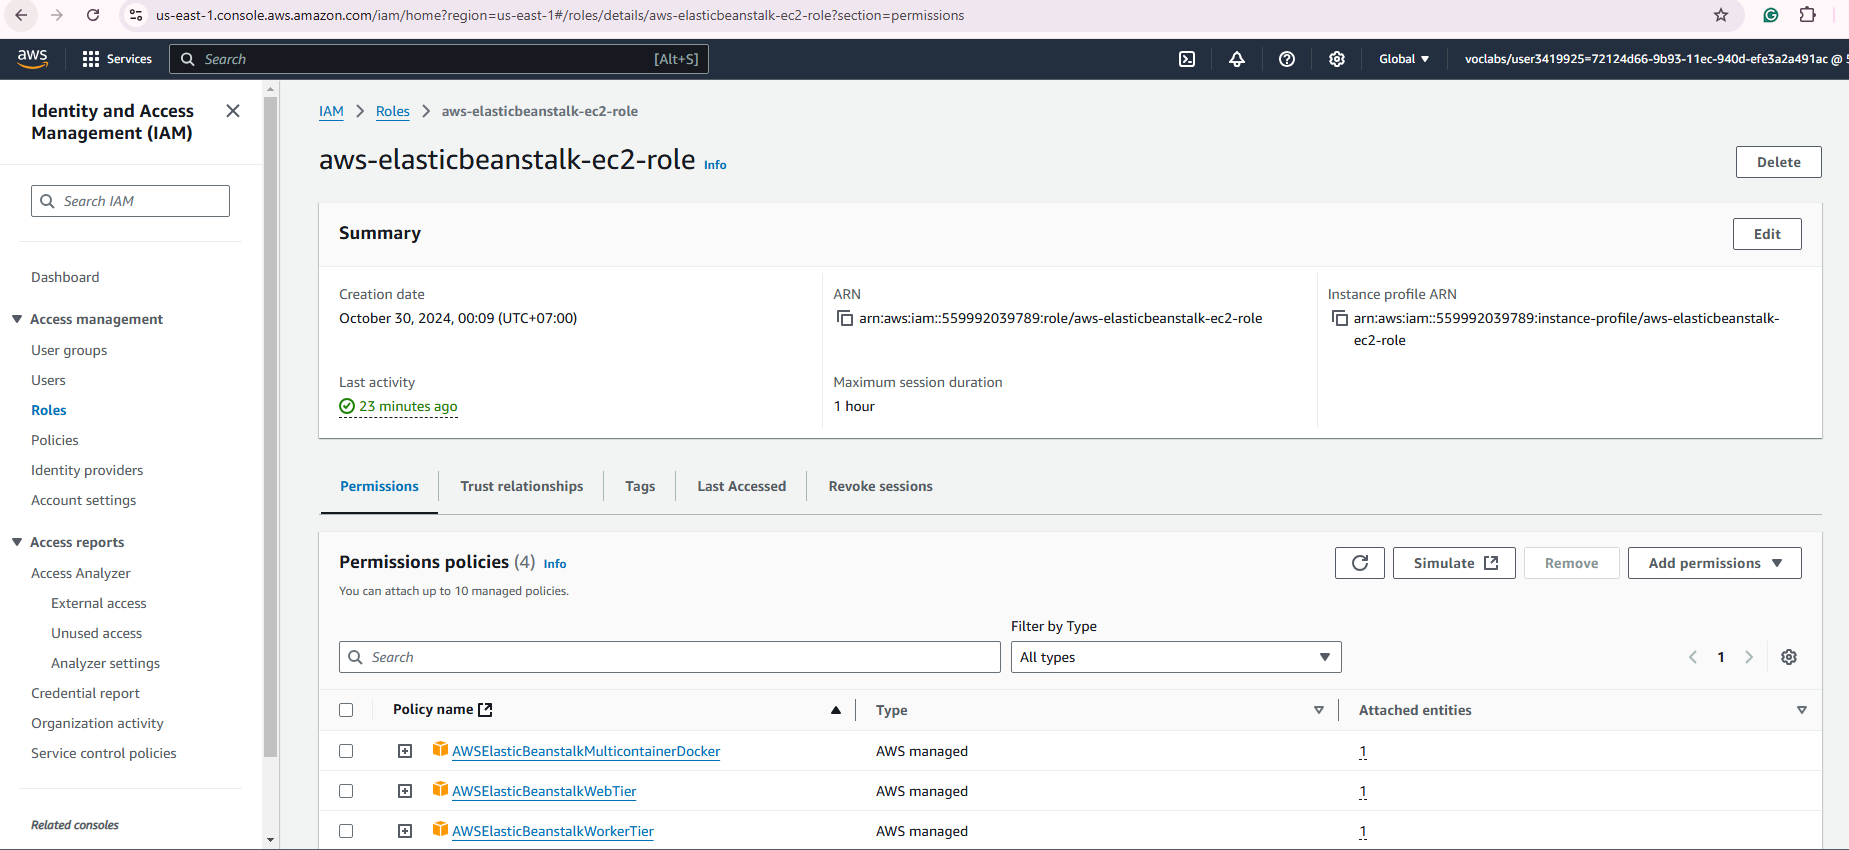 us-east-1.console.aws.amazon.com/iam/home?region=us-east-1#/roles/details/aws-elasticbeanstalk-ec2-role?section=permissions
aws
Services
Search
[Alt+S]
Global
voclabs/user3419925=72124d66-9b93-11ec-940d-efe3a2a491ac @ 5
Identity and Access
Management (IAM)
Search IAM
Dashboard
Access management
User groups
Users
Roles
Policies
Identity providers
Account settings
Access reports
Access Analyzer
External access
Unused access
Analyzer settings
Credential report
Organization activity
Service control policies
Related consoles
IAM > Roles > aws-elasticbeanstalk-ec2-role
aws-elasticbeanstalk-ec2-role Info
Delete
Summary
Edit
Creation date
October 30, 2024, 00:09 (UTC+07:00)
ARN
arn:aws:iam::559992039789:role/aws-elasticbeanstalk-ec2-role
Instance profile ARN
arn:aws:iam::559992039789:instance-profile/aws-elasticbeanstalk-
ec2-role
Last activity
23 minutes ago
Maximum session duration
1 hour
Permissions
Trust relationships
Tags
Last Accessed
Revoke sessions
Permissions policies (4) Info
You can attach up to 10 managed policies.
Simulate
Remove
Add permissions
Filter by Type
Search
All types
1
Policy name
Type
Attached entities
AWSElasticBeanstalkMulticontainerDocker
AWS managed
1
AWSElasticBeanstalkWebTier
AWS managed
1
AWSElasticBeanstalkWorkerTier
AWS managed
1